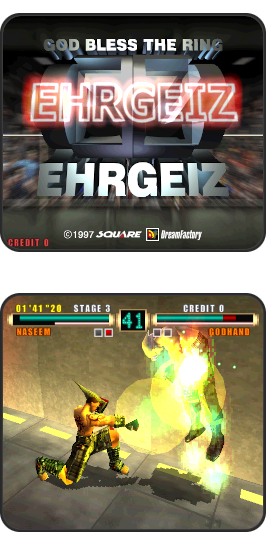 GOD BLESS THE RING
EHRGEIZ
EHRGEIZ
©1997 SQUARE DreamFactory
CREDIT 0
01'41"20 STAGE 3 41 CREDIT 0
NASEEM GODHAND